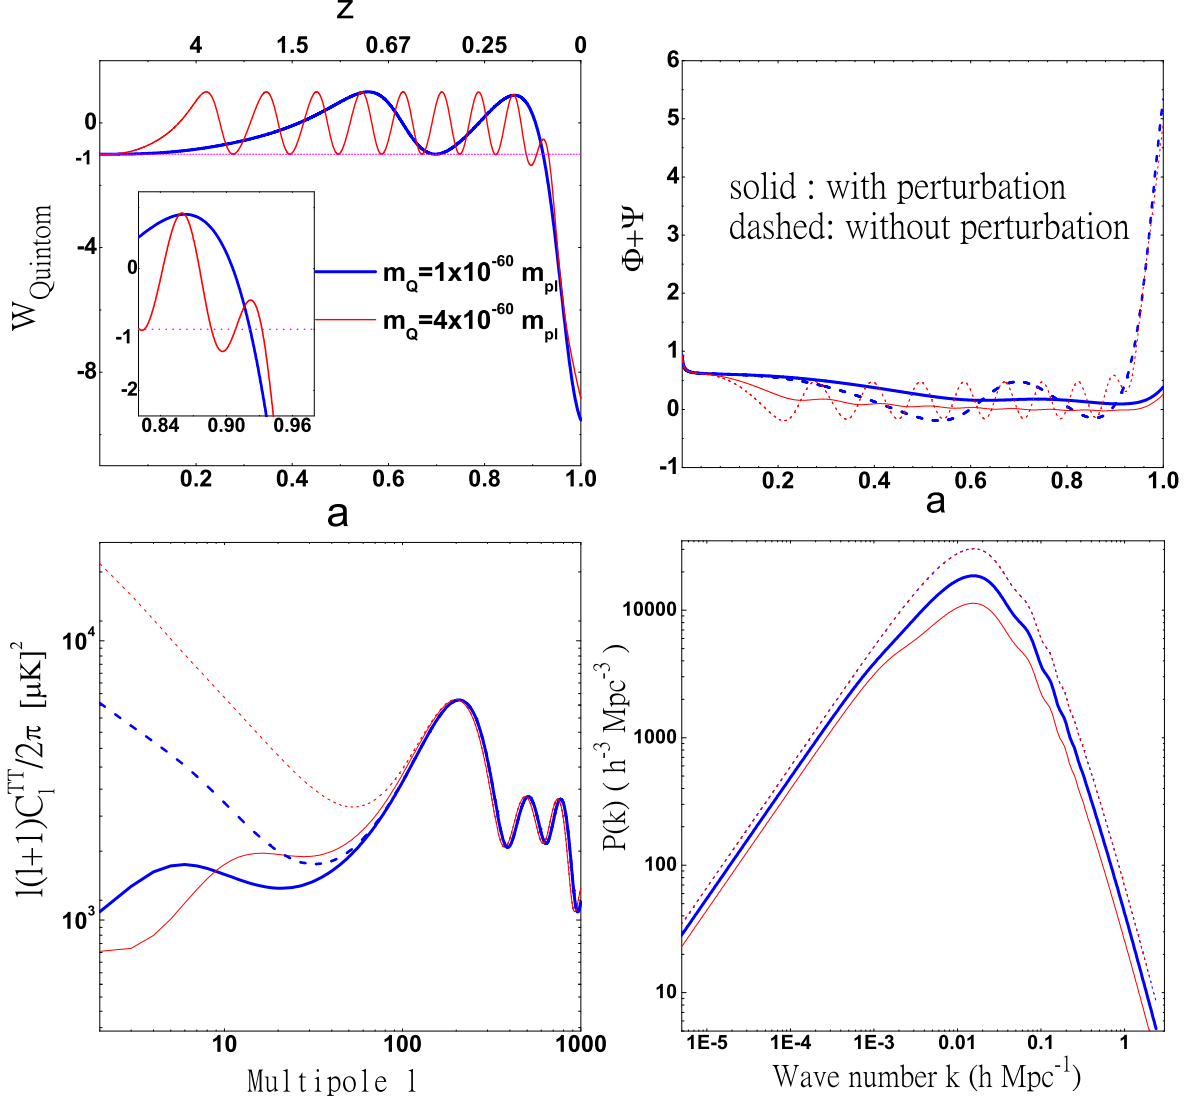 z
4 1.5 0.67 0.25 0
0
-1
-4
-8
W_Quintom
0
-1
-2
0.84 0.90 0.96
m_Q=1x10^-60 m_pl
m_Q=4x10^-60 m_pl
0.2 0.4 0.6 0.8 1.0
a
6
5
4
3
2
1
0
-1
Φ+Ψ
solid : with perturbation
dashed: without perturbation
0.2 0.4 0.6 0.8 1.0
a
10^4
10^3
l(l+1)C_l^TT/2π [μK]^2
10 100 1000
Multipole l
10000
1000
100
10
P(k) ( h^-3 Mpc^-3)
1E-5 1E-4 1E-3 0.01 0.1 1
Wave number k (h Mpc^-1)